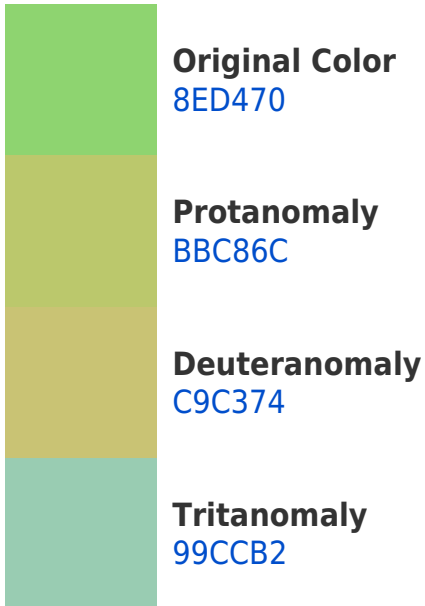 Original Color
8ED470
Protanomaly
BBC86C
Deuteranomaly
C9C374
Tritanomaly
99CCB2